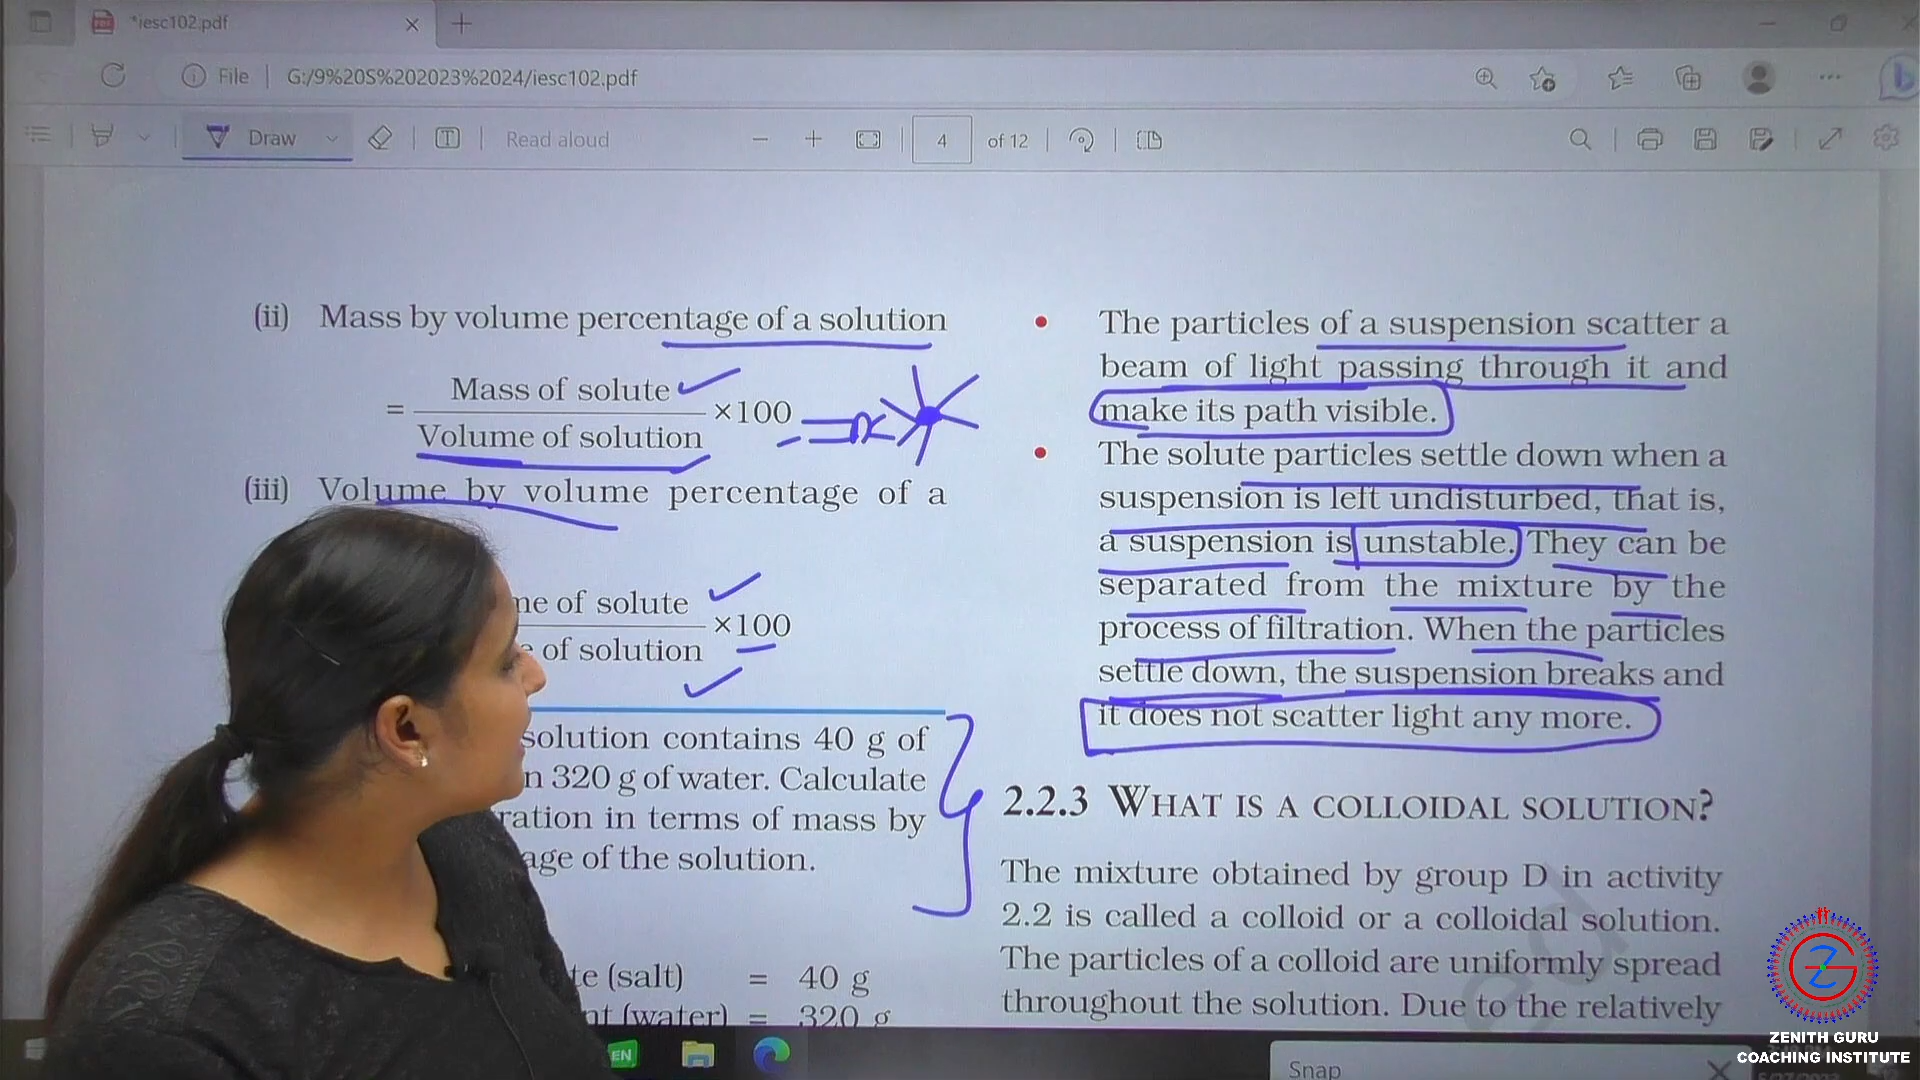 *iesc102.pdf
File
G:/9%20S%202023%2024/iesc102.pdf
Draw
Read aloud
4
of 12
(ii) Mass by volume percentage of a solution
Mass of solute
= ×100
Volume of solution
(iii) Volume by volume percentage of a
of solute
×100
of solution
solution contains 40 g of
320 g of water. Calculate
in terms of mass by
of the solution.
(salt) = 40 g
(water) = 320 g
• The particles of a suspension scatter a
beam of light passing through it and
make its path visible.
• The solute particles settle down when a
suspension is left undisturbed, that is,
a suspension is unstable. They can be
separated from the mixture by the
process of filtration. When the particles
settle down, the suspension breaks and
it does not scatter light any more.
2.2.3 WHAT IS A COLLOIDAL SOLUTION?
The mixture obtained by group D in activity
2.2 is called a colloid or a colloidal solution.
The particles of a colloid are uniformly spread
throughout the solution. Due to the relatively
EN
Snap
ZENITH GURU
COACHING INSTITUTE